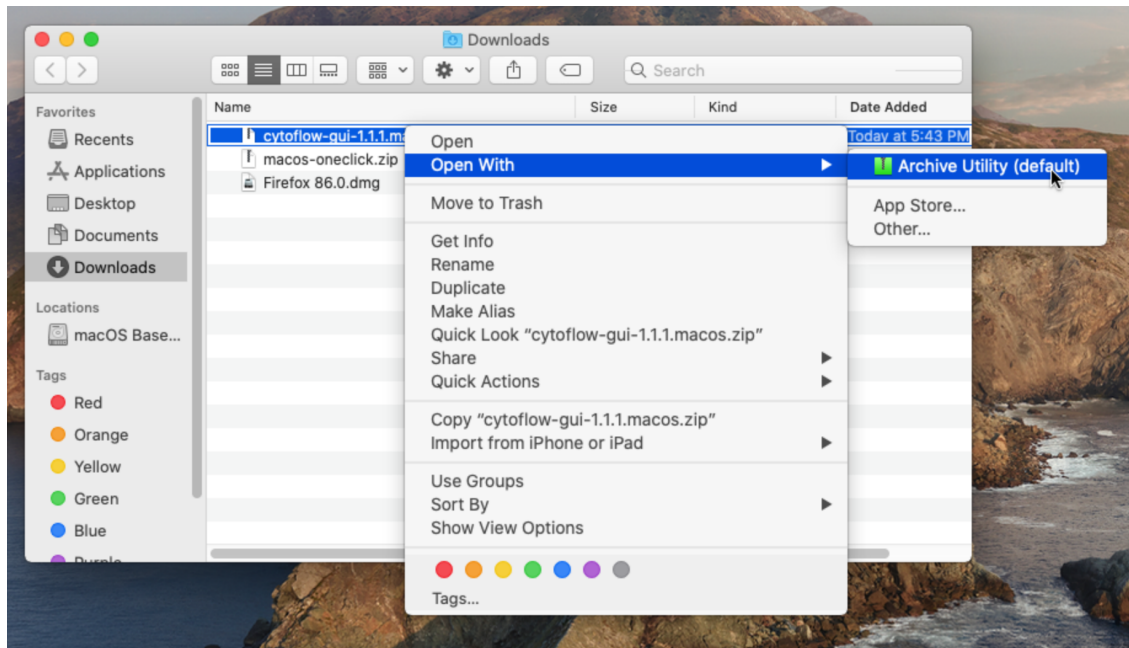 Downloads
Search
Favorites
Recents
Applications
Desktop
Documents
Downloads
Locations
macOS Base...
Tags
Red
Orange
Yellow
Green
Blue
Purple
Name Size Kind Date Added
cytoflow-gui-1.1.1.ma Today at 5:43 PM
macos-oneclick.zip
Firefox 86.0.dmg
Open
Open With
Move to Trash
Get Info
Rename
Duplicate
Make Alias
Quick Look “cytoflow-gui-1.1.1.macos.zip”
Share
Quick Actions
Copy “cytoflow-gui-1.1.1.macos.zip”
Import from iPhone or iPad
Use Groups
Sort By
Show View Options
Tags...
Archive Utility (default)
App Store...
Other...